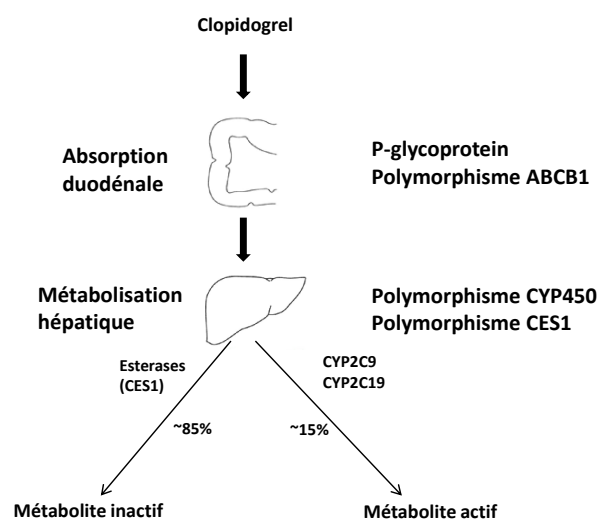 Clopidogrel
Absorption
duodénale
P-glycoprotein
Polymorphisme ABCB1
Métabolisation
hépatique
Polymorphisme CYP450
Polymorphisme CES1
Esterases
(CES1)
CYP2C9
CYP2C19
~85%
~15%
Métabolite inactif
Métabolite actif